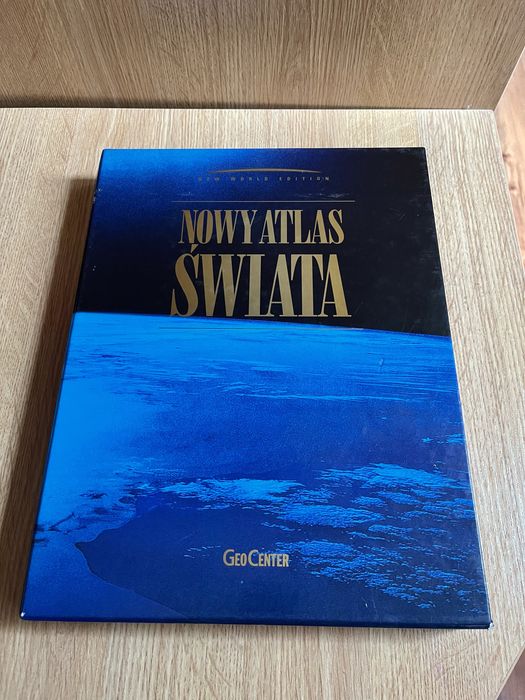 NEW WORLD EDITION
NOWY ATLAS
ŚWIATA
GEOCENTER